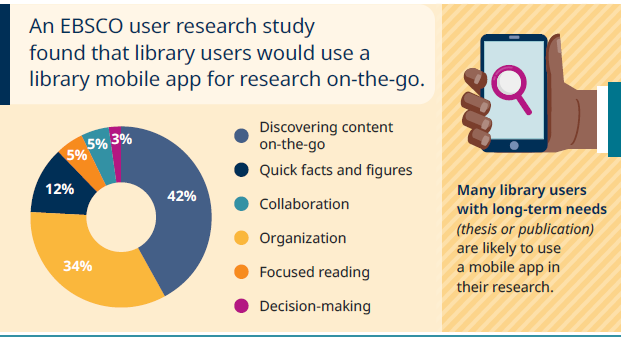 An EBSCO user research study
found that library users would use a
library mobile app for research on-the-go.
3%
5%
5%
12%
42%
34%
Discovering content
on-the-go
Quick facts and figures
Collaboration
Organization
Focused reading
Decision-making
Many library users
with long-term needs
(thesis or publication)
are likely to use
a mobile app in
their research.